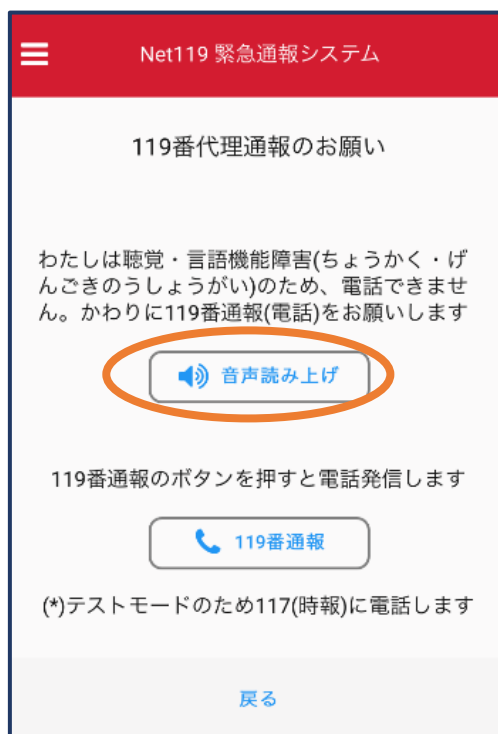 Net119 緊急通報システム
119番代理通報のお願い
わたしは聴覚・言語機能障害(ちょうかく・げ
んごきのうしょうがい)のため、電話できませ
ん。かわりに119番通報(電話)をお願いします
音声読み上げ
119番通報のボタンを押すと電話発信します
119番通報
(*)テストモードのため117(時報)に電話します
戻る